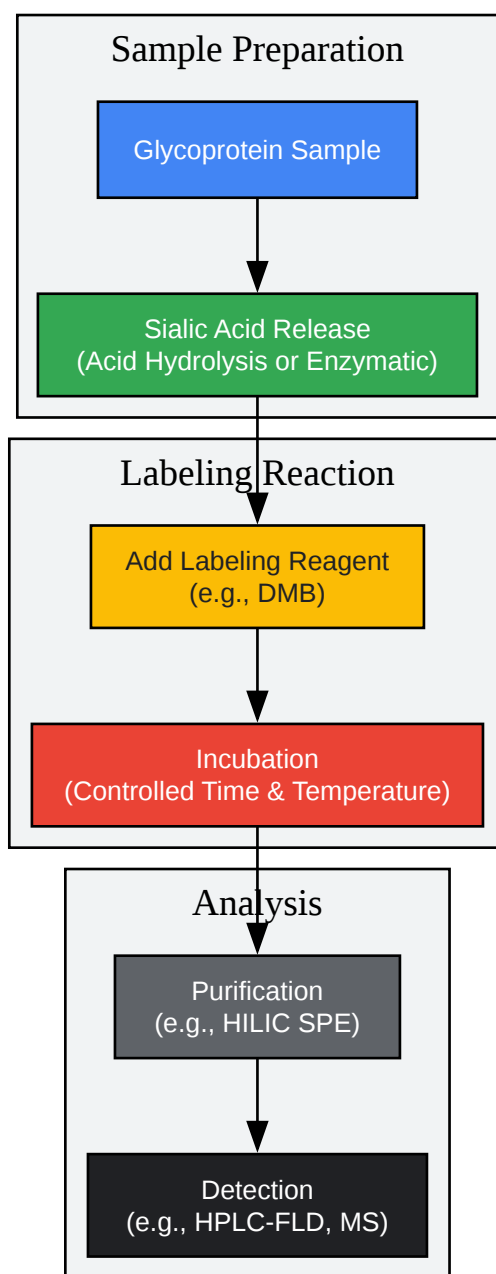 Sample Preparation
Glycoprotein Sample
Sialic Acid Release
(Acid Hydrolysis or Enzymatic)
Labeling Reaction
Add Labeling Reagent
(e.g., DMB)
Incubation
(Controlled Time & Temperature)
Analysis
Purification
(e.g., HILIC SPE)
Detection
(e.g., HPLC-FLD, MS)